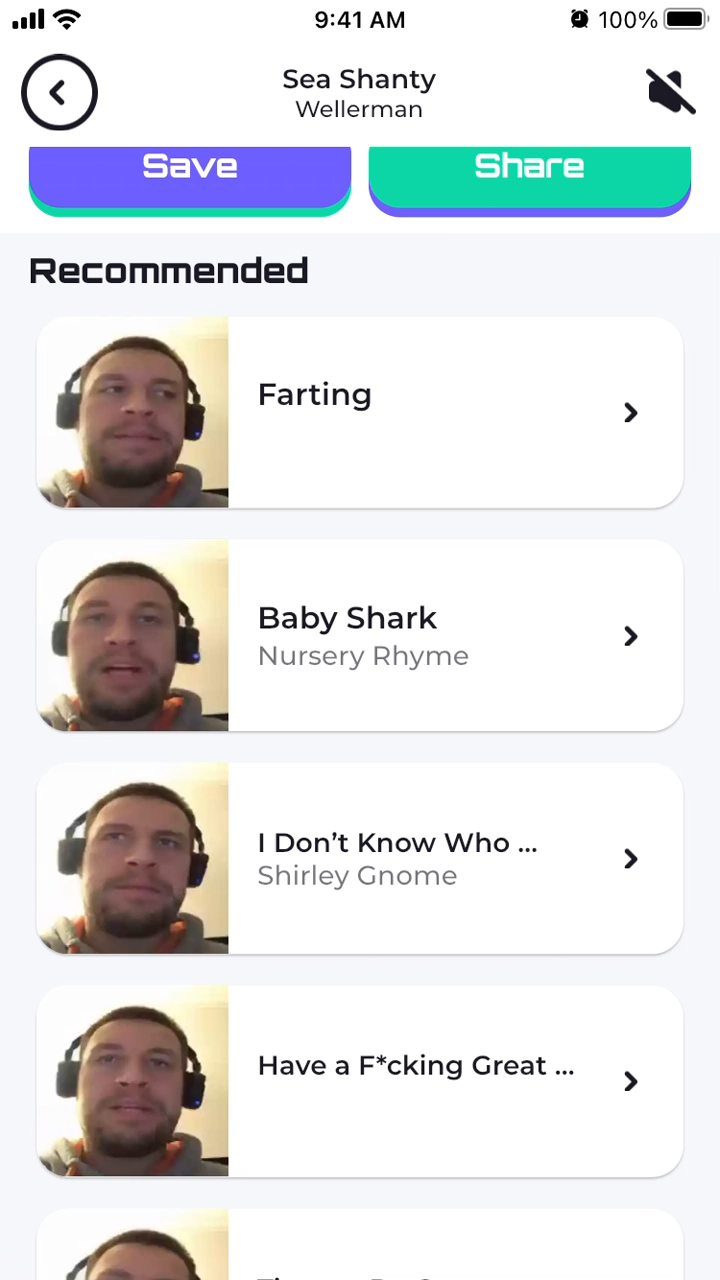 9:41 AM
100%
Sea Shanty
Wellerman
Save
Share
Recommended
Farting
Baby Shark
Nursery Rhyme
I Don’t Know Who ...
Shirley Gnome
Have a F*cking Great ...